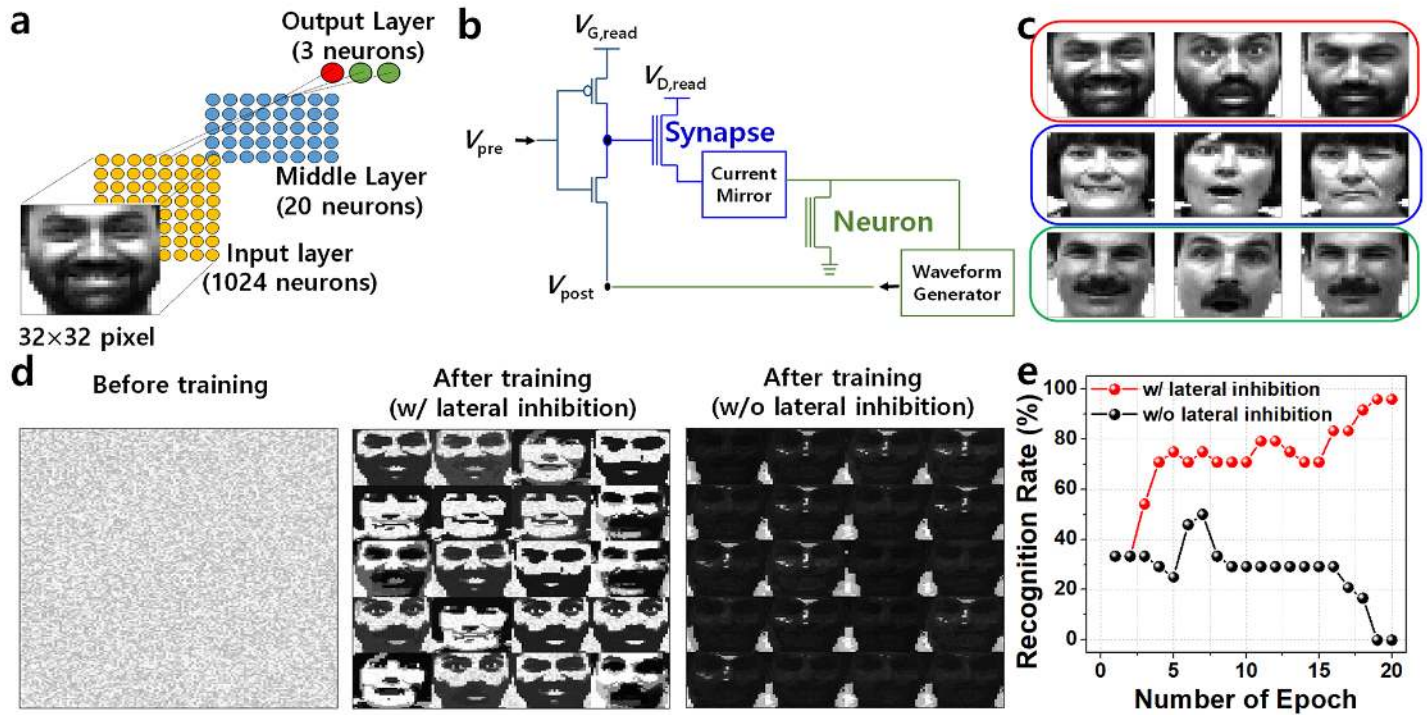 a
Output Layer
(3 neurons)
Middle Layer
(20 neurons)
Input layer
(1024 neurons)
32×32 pixel
b
VG,read
VD,read
Vpre
Synapse
Current
Mirror
Neuron
Vpost
Waveform
Generator
c
d
Before training
After training
(w/ lateral inhibition)
After training
(w/o lateral inhibition)
e
Recognition Rate (%)
100
80
60
40
20
0
w/ lateral inhibition
w/o lateral inhibition
0 5 10 15 20
Number of Epoch